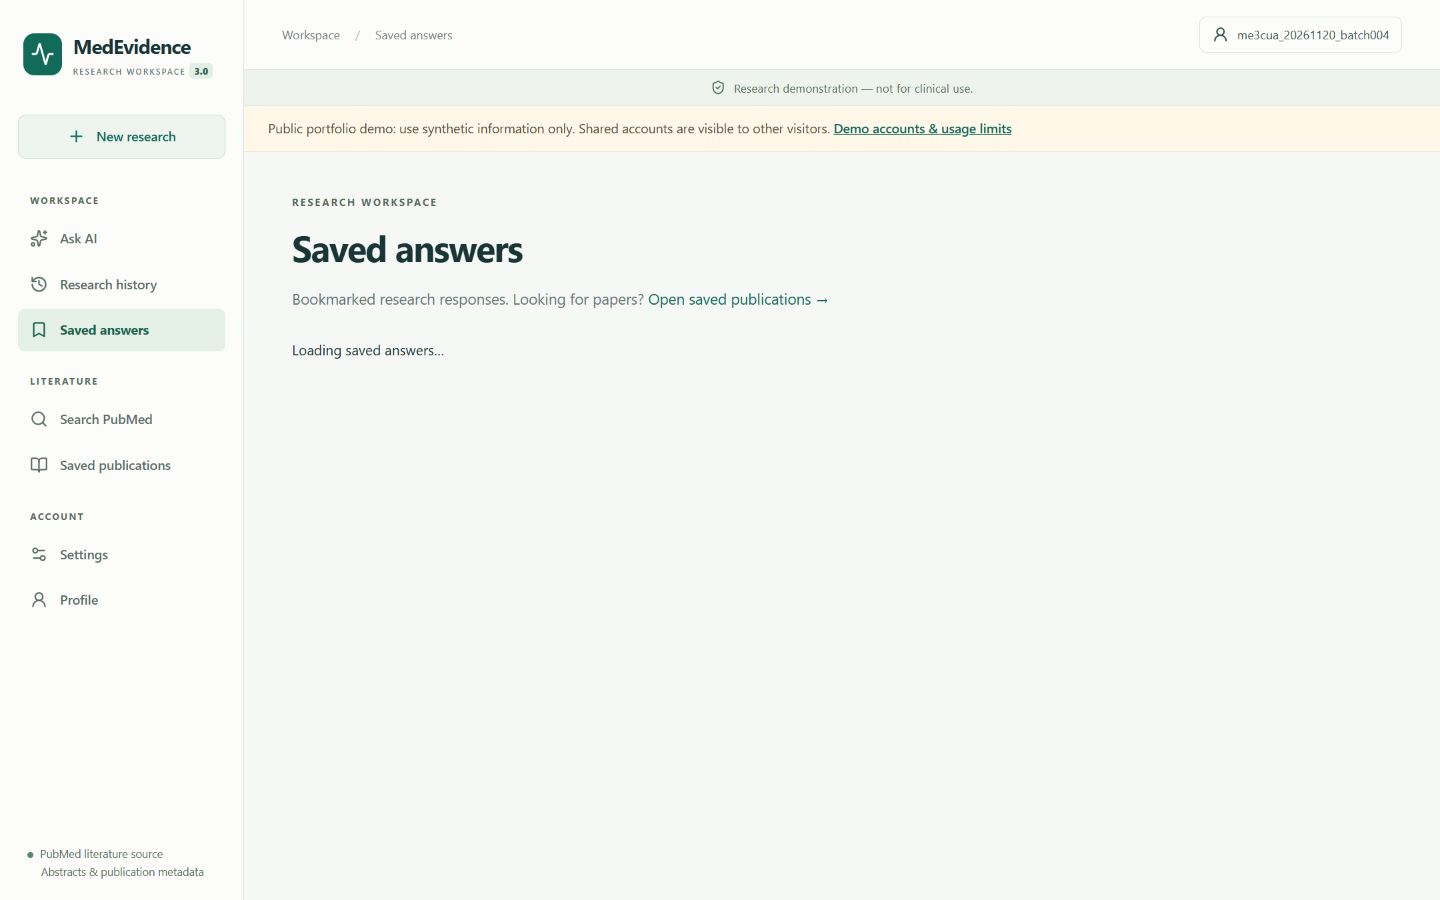 MedEvidence
RESEARCH WORKSPACE 3.0
New research
WORKSPACE
Ask AI
Research history
Saved answers
LITERATURE
Search PubMed
Saved publications
ACCOUNT
Settings
Profile
PubMed literature source
Abstracts & publication metadata
Workspace / Saved answers
me3cua_20261120_batch004
Research demonstration — not for clinical use.
Public portfolio demo: use synthetic information only. Shared accounts are visible to other visitors. Demo accounts & usage limits
RESEARCH WORKSPACE
Saved answers
Bookmarked research responses. Looking for papers? Open saved publications →
Loading saved answers...